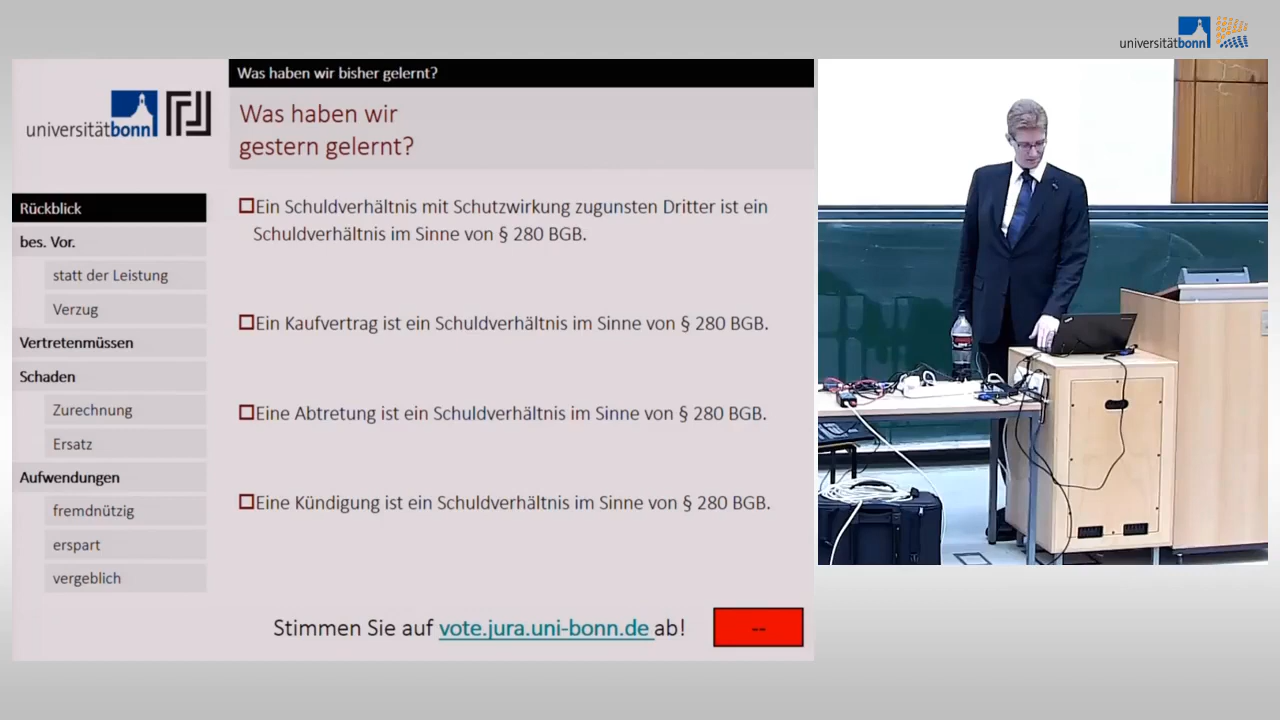 universitätbonn
Was haben wir bisher gelernt?
universitätbonn
Was haben wir
gestern gelernt?
Rückblick
bes. Vor.
statt der Leistung
Verzug
Vertretenmüssen
Schaden
Zurechnung
Ersatz
Aufwendungen
fremdnützig
erspart
vergeblich
Ein Schuldverhältnis mit Schutzwirkung zugunsten Dritter ist ein
Schuldverhältnis im Sinne von § 280 BGB.
Ein Kaufvertrag ist ein Schuldverhältnis im Sinne von § 280 BGB.
Eine Abtretung ist ein Schuldverhältnis im Sinne von § 280 BGB.
Eine Kündigung ist ein Schuldverhältnis im Sinne von § 280 BGB.
Stimmen Sie auf vote.jura.uni-bonn.de ab!
--